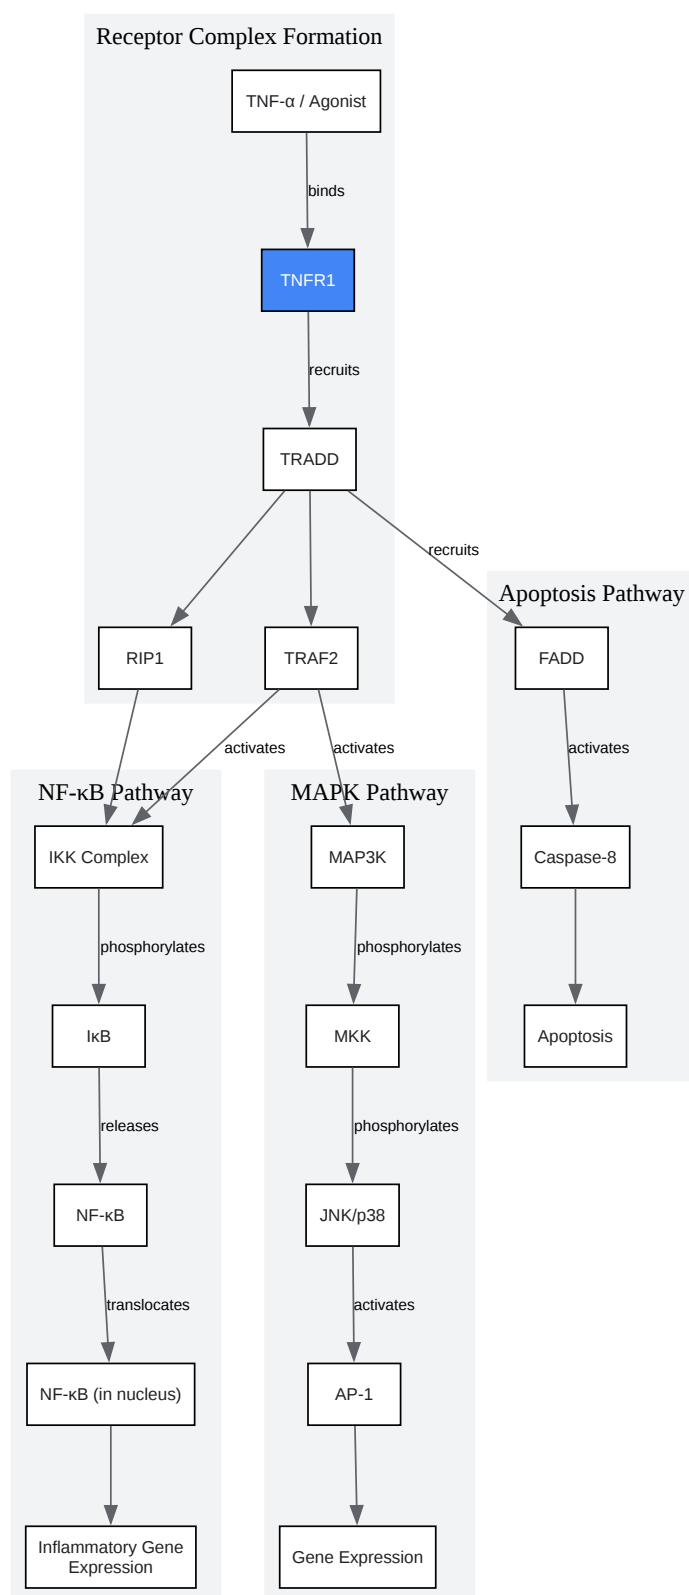 Receptor Complex Formation
TNF-α / Agonist
binds
TNFR1
recruits
TRADD
recruits
Apoptosis Pathway
RIP1
TRAF2
FADD
activates
activates
activates
NF-κB Pathway
MAPK Pathway
IKK Complex
MAP3K
Caspase-8
phosphorylates
phosphorylates
IκB
MKK
Apoptosis
releases
phosphorylates
NF-κB
JNK/p38
translocates
activates
NF-κB (in nucleus)
AP-1
Inflammatory Gene
Expression
Gene Expression